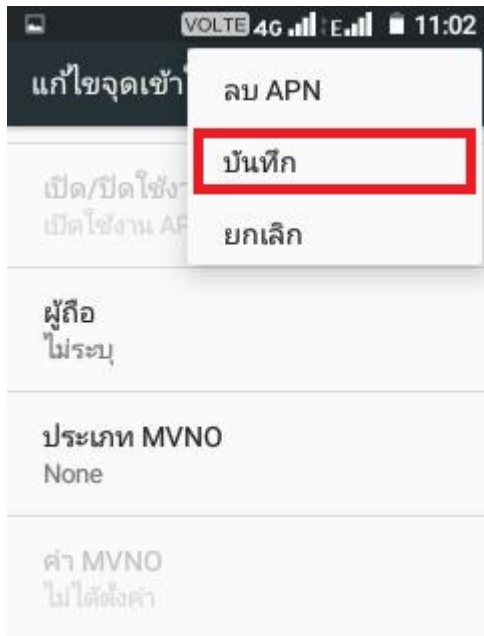 VOLTE 4G E 11:02
แก้ไขจุดเข้า
ลบ APN
บันทึก
ยกเลิก
เปิด/ปิดใช้ง
เปิดใช้งาน AP
ผู้ถือ
ไม่ระบุ
ประเภท MVNO
None
ค่า MVNO
ไม่ได้ตั้งค่า